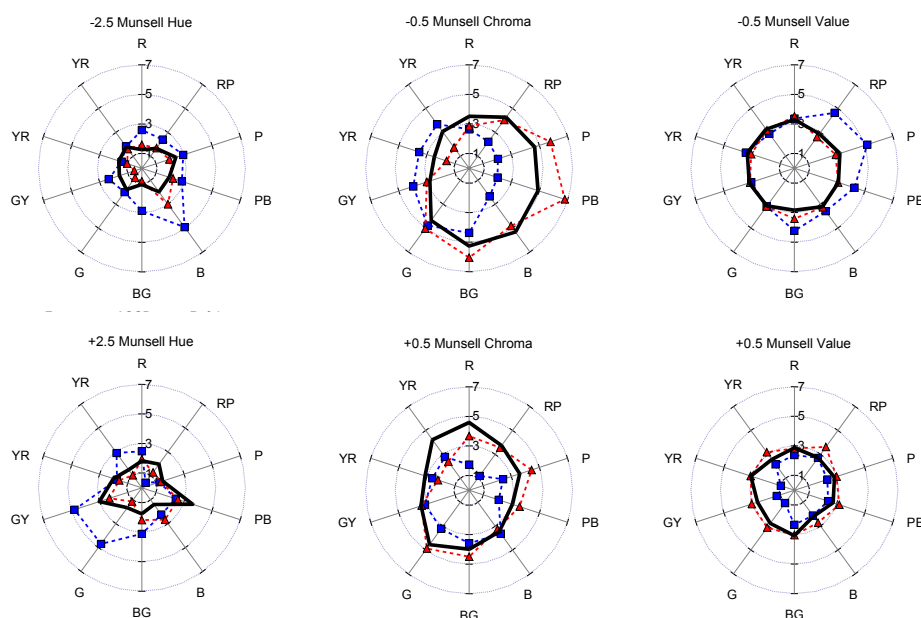 -2.5 Munsell Hue
R
YR
RP
7
5
3
1
YR
P
GY
PB
G
B
BG
-0.5 Munsell Chroma
R
YR
RP
7
5
3
1
YR
P
GY
PB
G
B
BG
-0.5 Munsell Value
R
YR
RP
7
5
3
1
YR
P
GY
PB
G
B
BG
+2.5 Munsell Hue
R
YR
RP
7
5
3
1
YR
P
GY
PB
G
B
BG
+0.5 Munsell Chroma
R
YR
RP
7
5
3
1
YR
P
GY
PB
G
B
BG
+0.5 Munsell Value
R
YR
RP
7
5
3
1
YR
P
GY
PB
G
B
BG